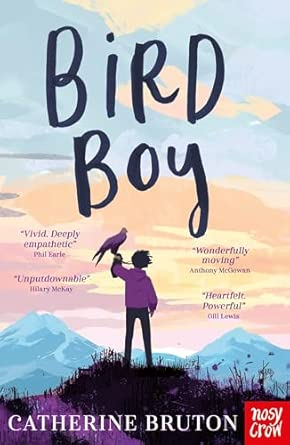 BiRD
BoY
"Vivid. Deeply
empathetic"
Phil Earle
"Wonderfully
moving"
Anthony McGowan
"Unputdownable"
Hilary McKay
"Heartfelt.
Powerful"
Gill Lewis
CATHERINE BRUTON
nosy
crow